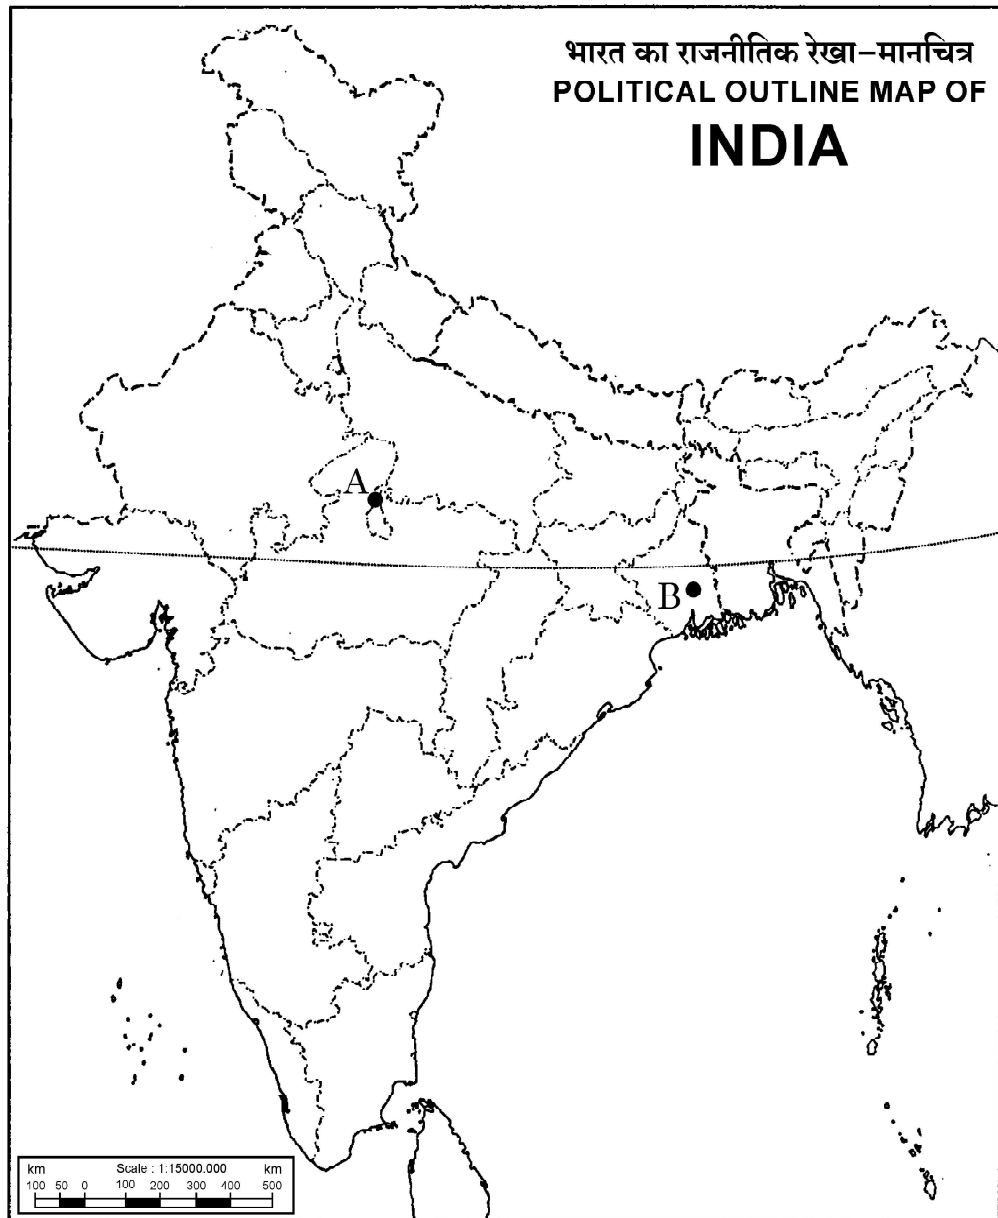 भारत का राजनीतिक रेखा–मानचित्र
POLITICAL OUTLINE MAP OF
INDIA
A
B
km Scale : 1:15000.000 km
100 50 0 100 200 300 400 500